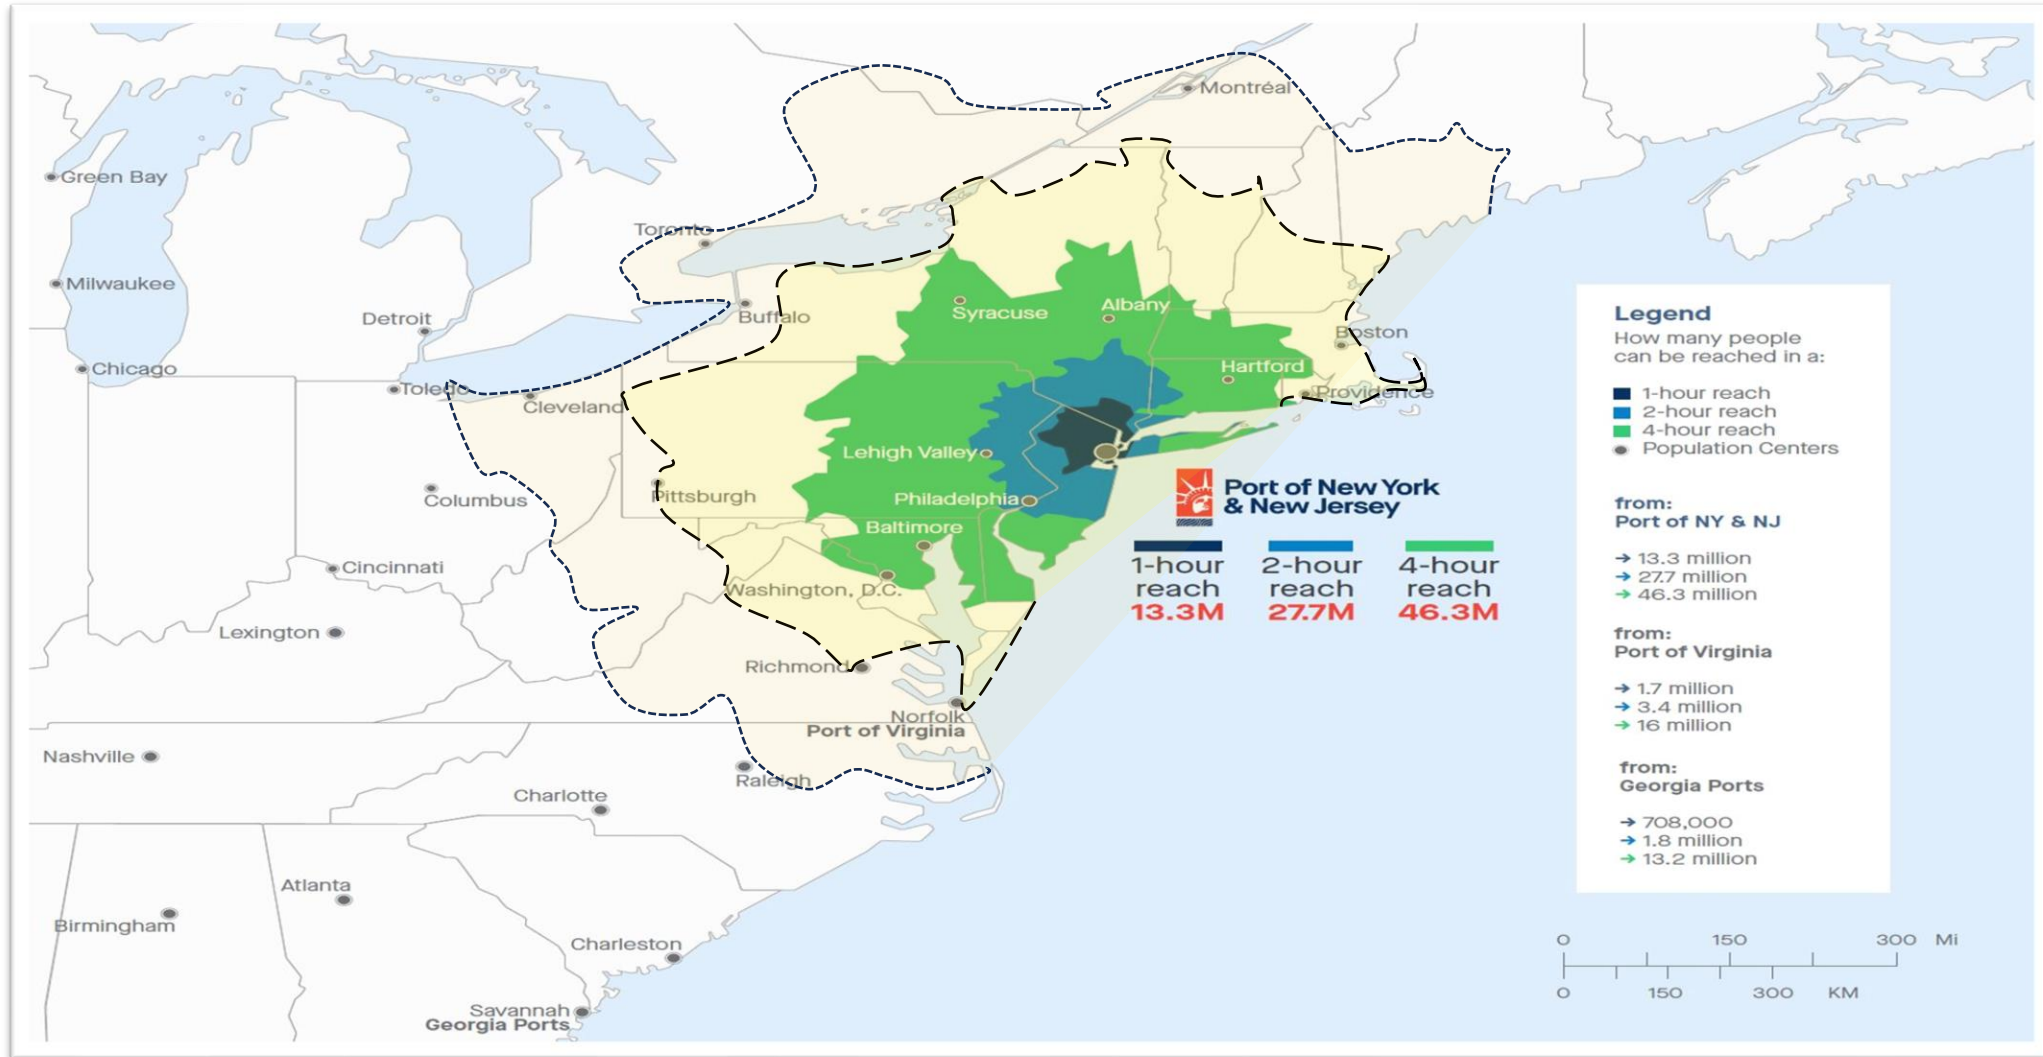 Montréal
Green Bay
Toronto
Milwaukee
Buffalo
Detroit
Syracuse
Albany
Boston
Chicago
Toledo
Cleveland
Hartford
Providence
Lehigh Valley
Columbus
Pittsburgh
Philadelphia
Baltimore
Cincinnati
Washington, D.C.
Lexington
Richmond
Norfolk
Port of Virginia
Nashville
Raleigh
Charlotte
Atlanta
Birmingham
Charleston
Savannah
Georgia Ports
Port of New York
& New Jersey
1-hour reach 13.3M
2-hour reach 27.7M
4-hour reach 46.3M
Legend
How many people
can be reached in a:
1-hour reach
2-hour reach
4-hour reach
Population Centers
from:
Port of NY & NJ
→ 13.3 million
→ 27.7 million
→ 46.3 million
from:
Port of Virginia
→ 1.7 million
→ 3.4 million
→ 16 million
from:
Georgia Ports
→ 708,000
→ 1.8 million
→ 13.2 million
0 150 300 Mi
0 150 300 KM